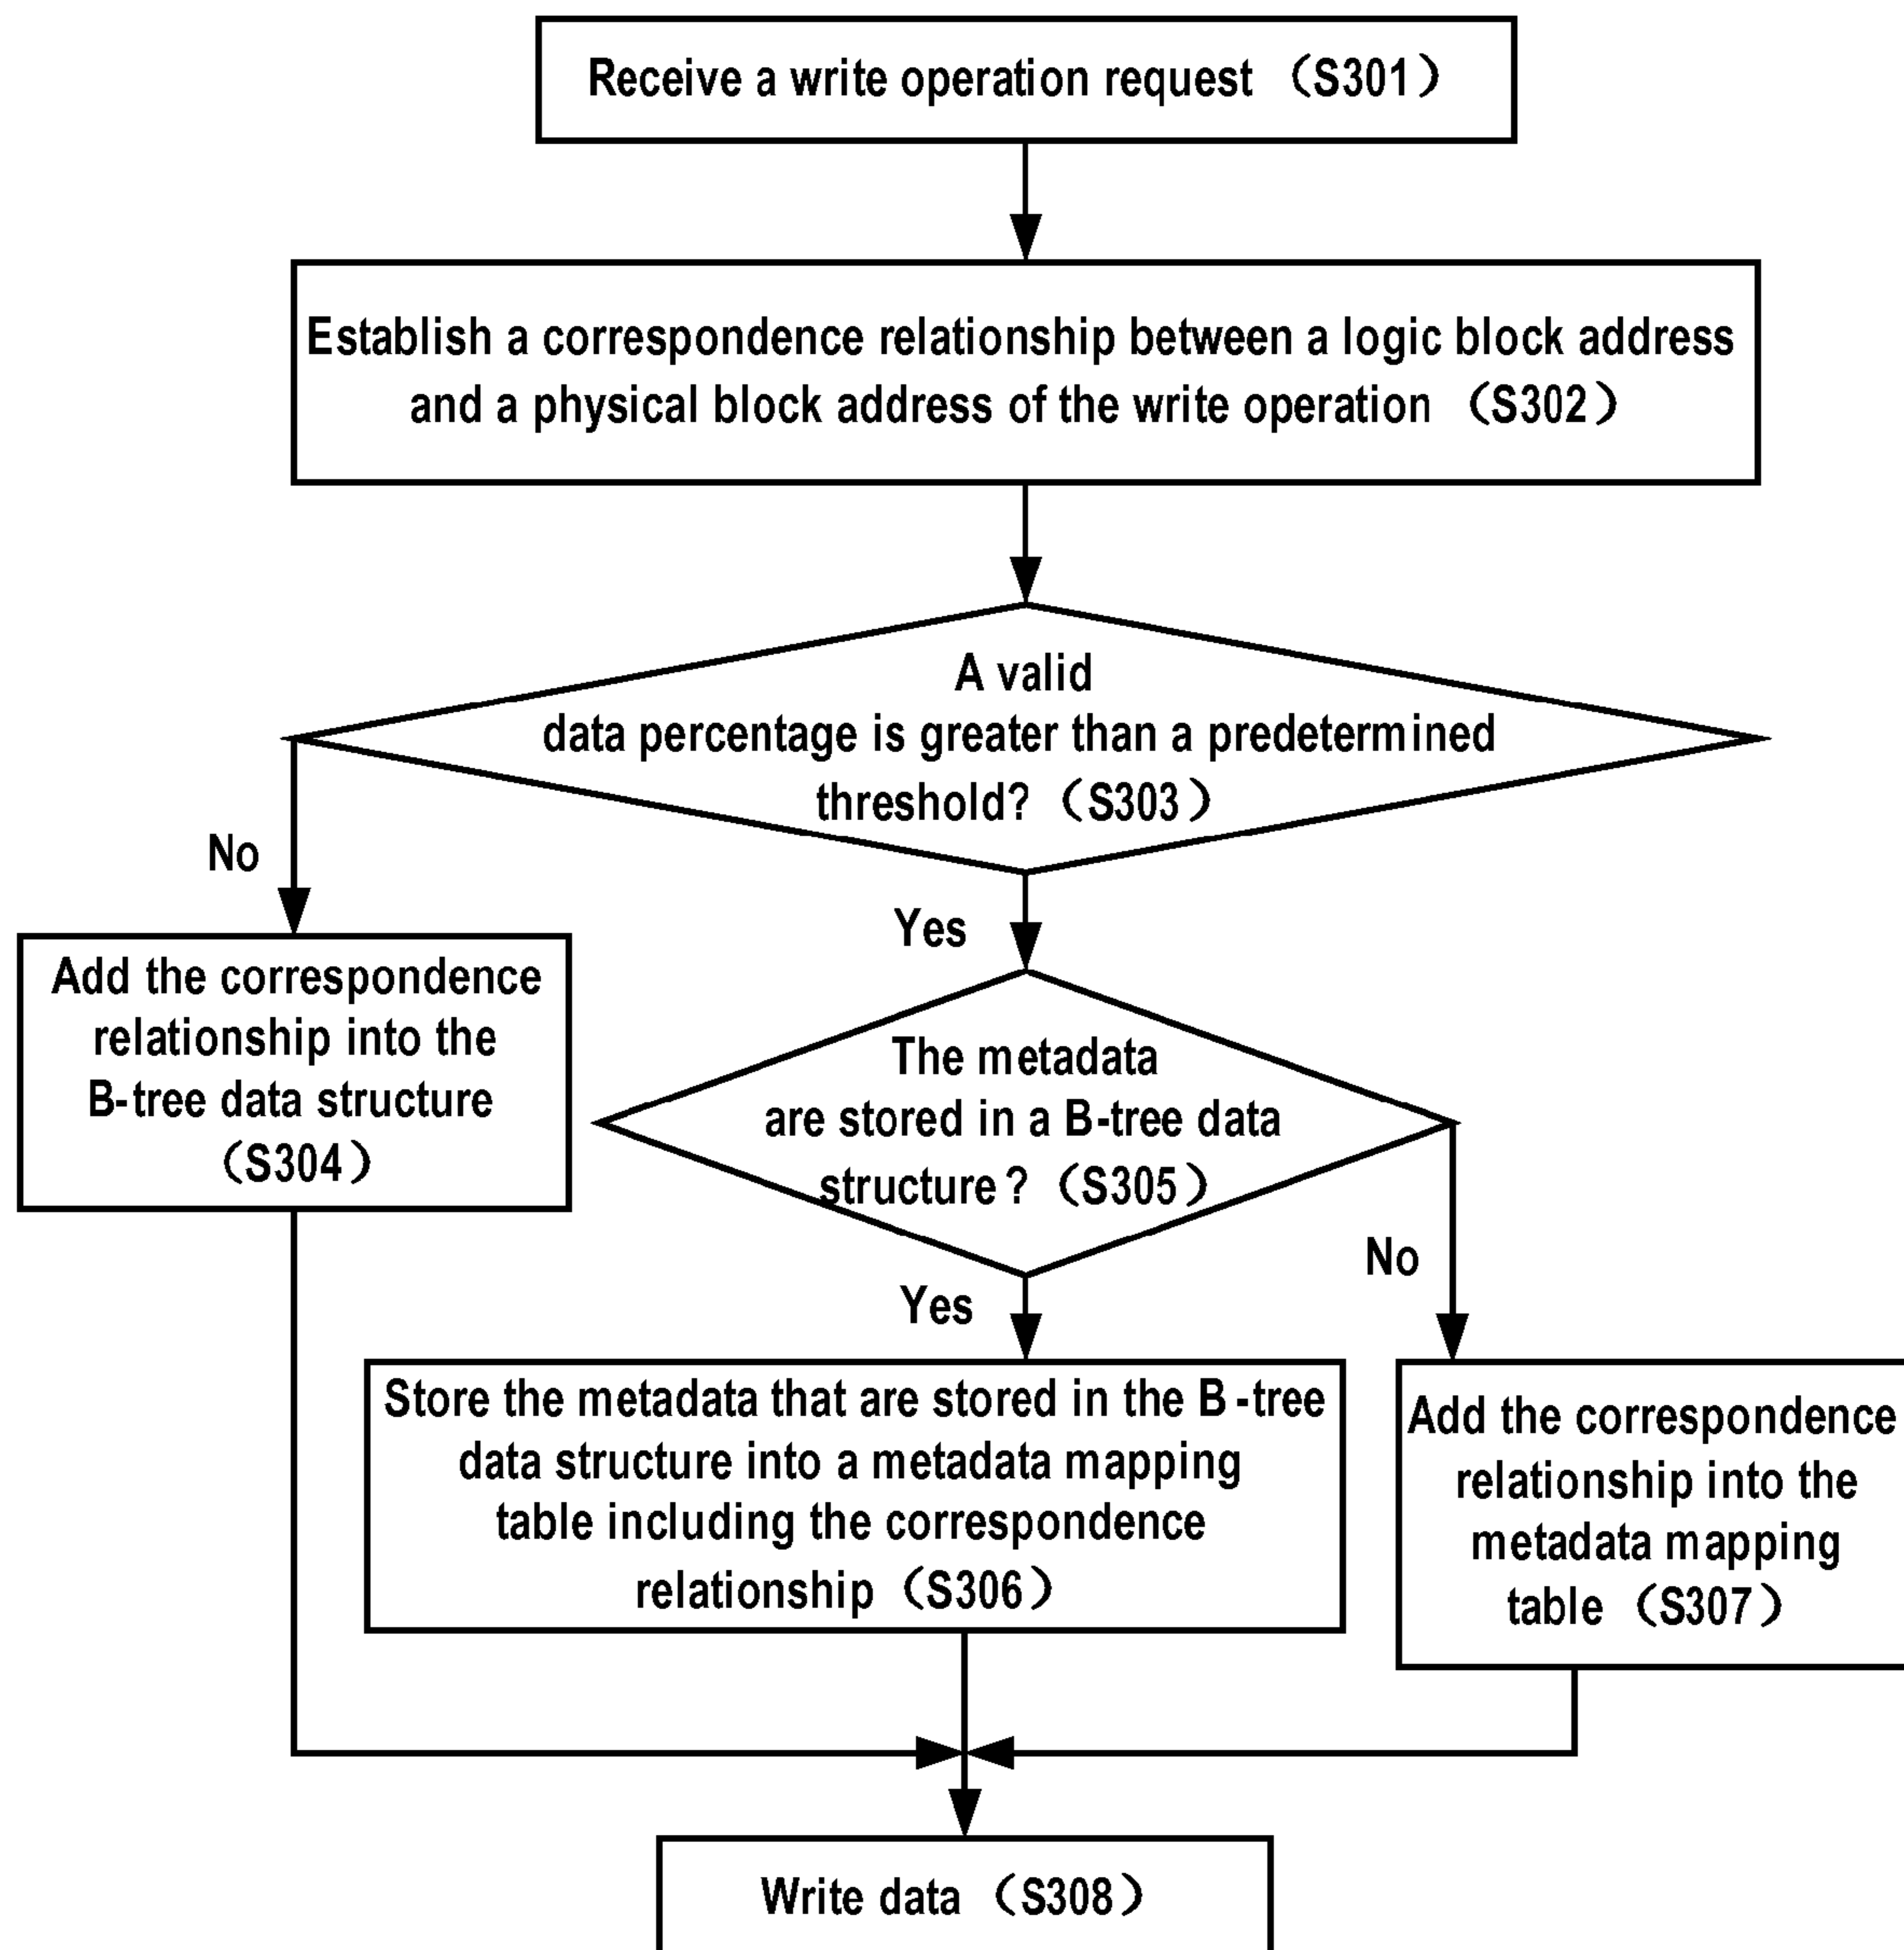 Receive a write operation request （S301）
Establish a correspondence relationship between a logic block address
and a physical block address of the write operation （S302）
A valid
data percentage is greater than a predetermined
threshold?（S303）
No
Yes
Add the correspondence
relationship into the
B-tree data structure
（S304）
The metadata
are stored in a B-tree data
structure？（S305）
No
Yes
Store the metadata that are stored in the B-tree
data structure into a metadata mapping
table including the correspondence
relationship（S306）
Add the correspondence
relationship into the
metadata mapping
table（S307）
Write data（S308）